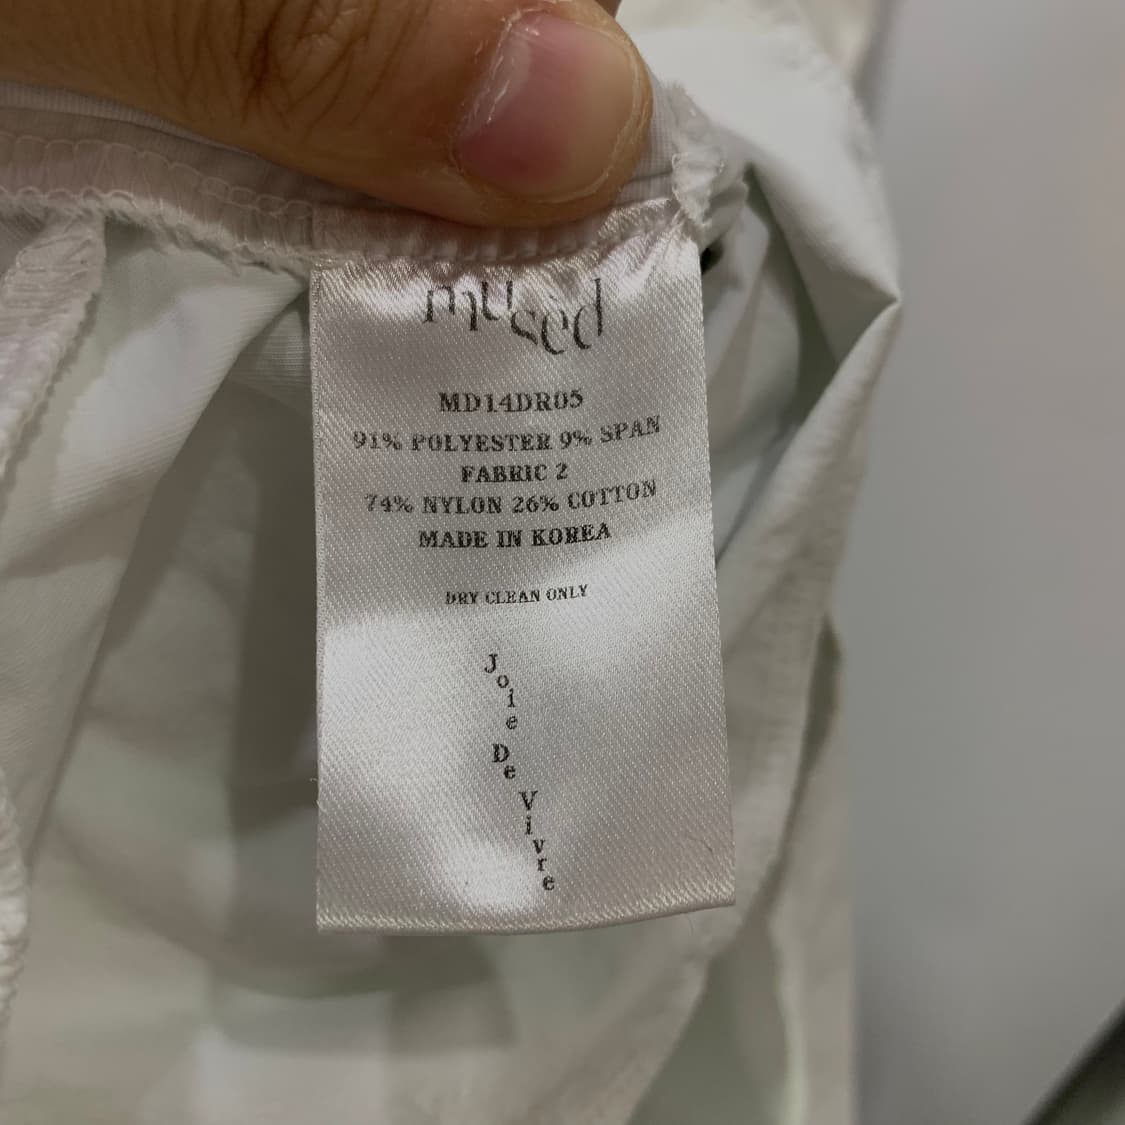 mused
MD14DR05
91% POLYESTER 9% SPAN
FABRIC 2
74% NYLON 26% COTTON
MADE IN KOREA
DRY CLEAN ONLY
Joie
De
Vivre